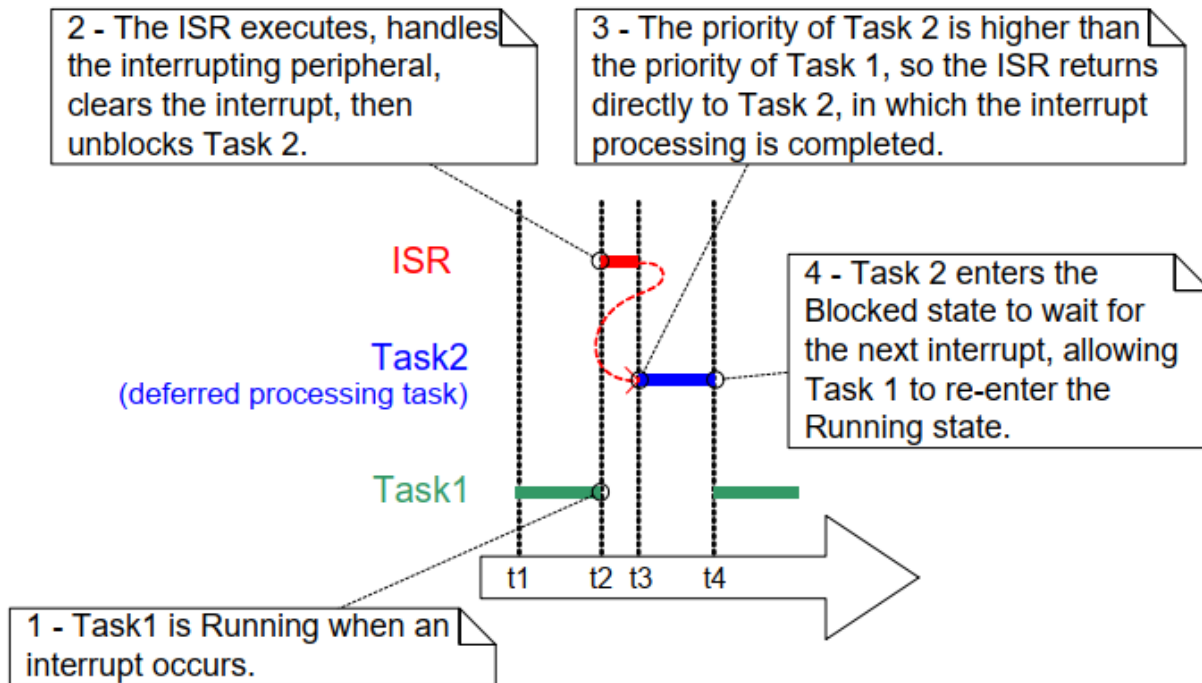 2 - The ISR executes, handles
the interrupting peripheral,
clears the interrupt, then
unblocks Task 2.
3 - The priority of Task 2 is higher than
the priority of Task 1, so the ISR returns
directly to Task 2, in which the interrupt
processing is completed.
ISR
4 - Task 2 enters the
Blocked state to wait for
the next interrupt, allowing
Task 1 to re-enter the
Running state.
Task2
(deferred processing task)
Task1
t1 t2 t3 t4
1 - Task1 is Running when an
interrupt occurs.